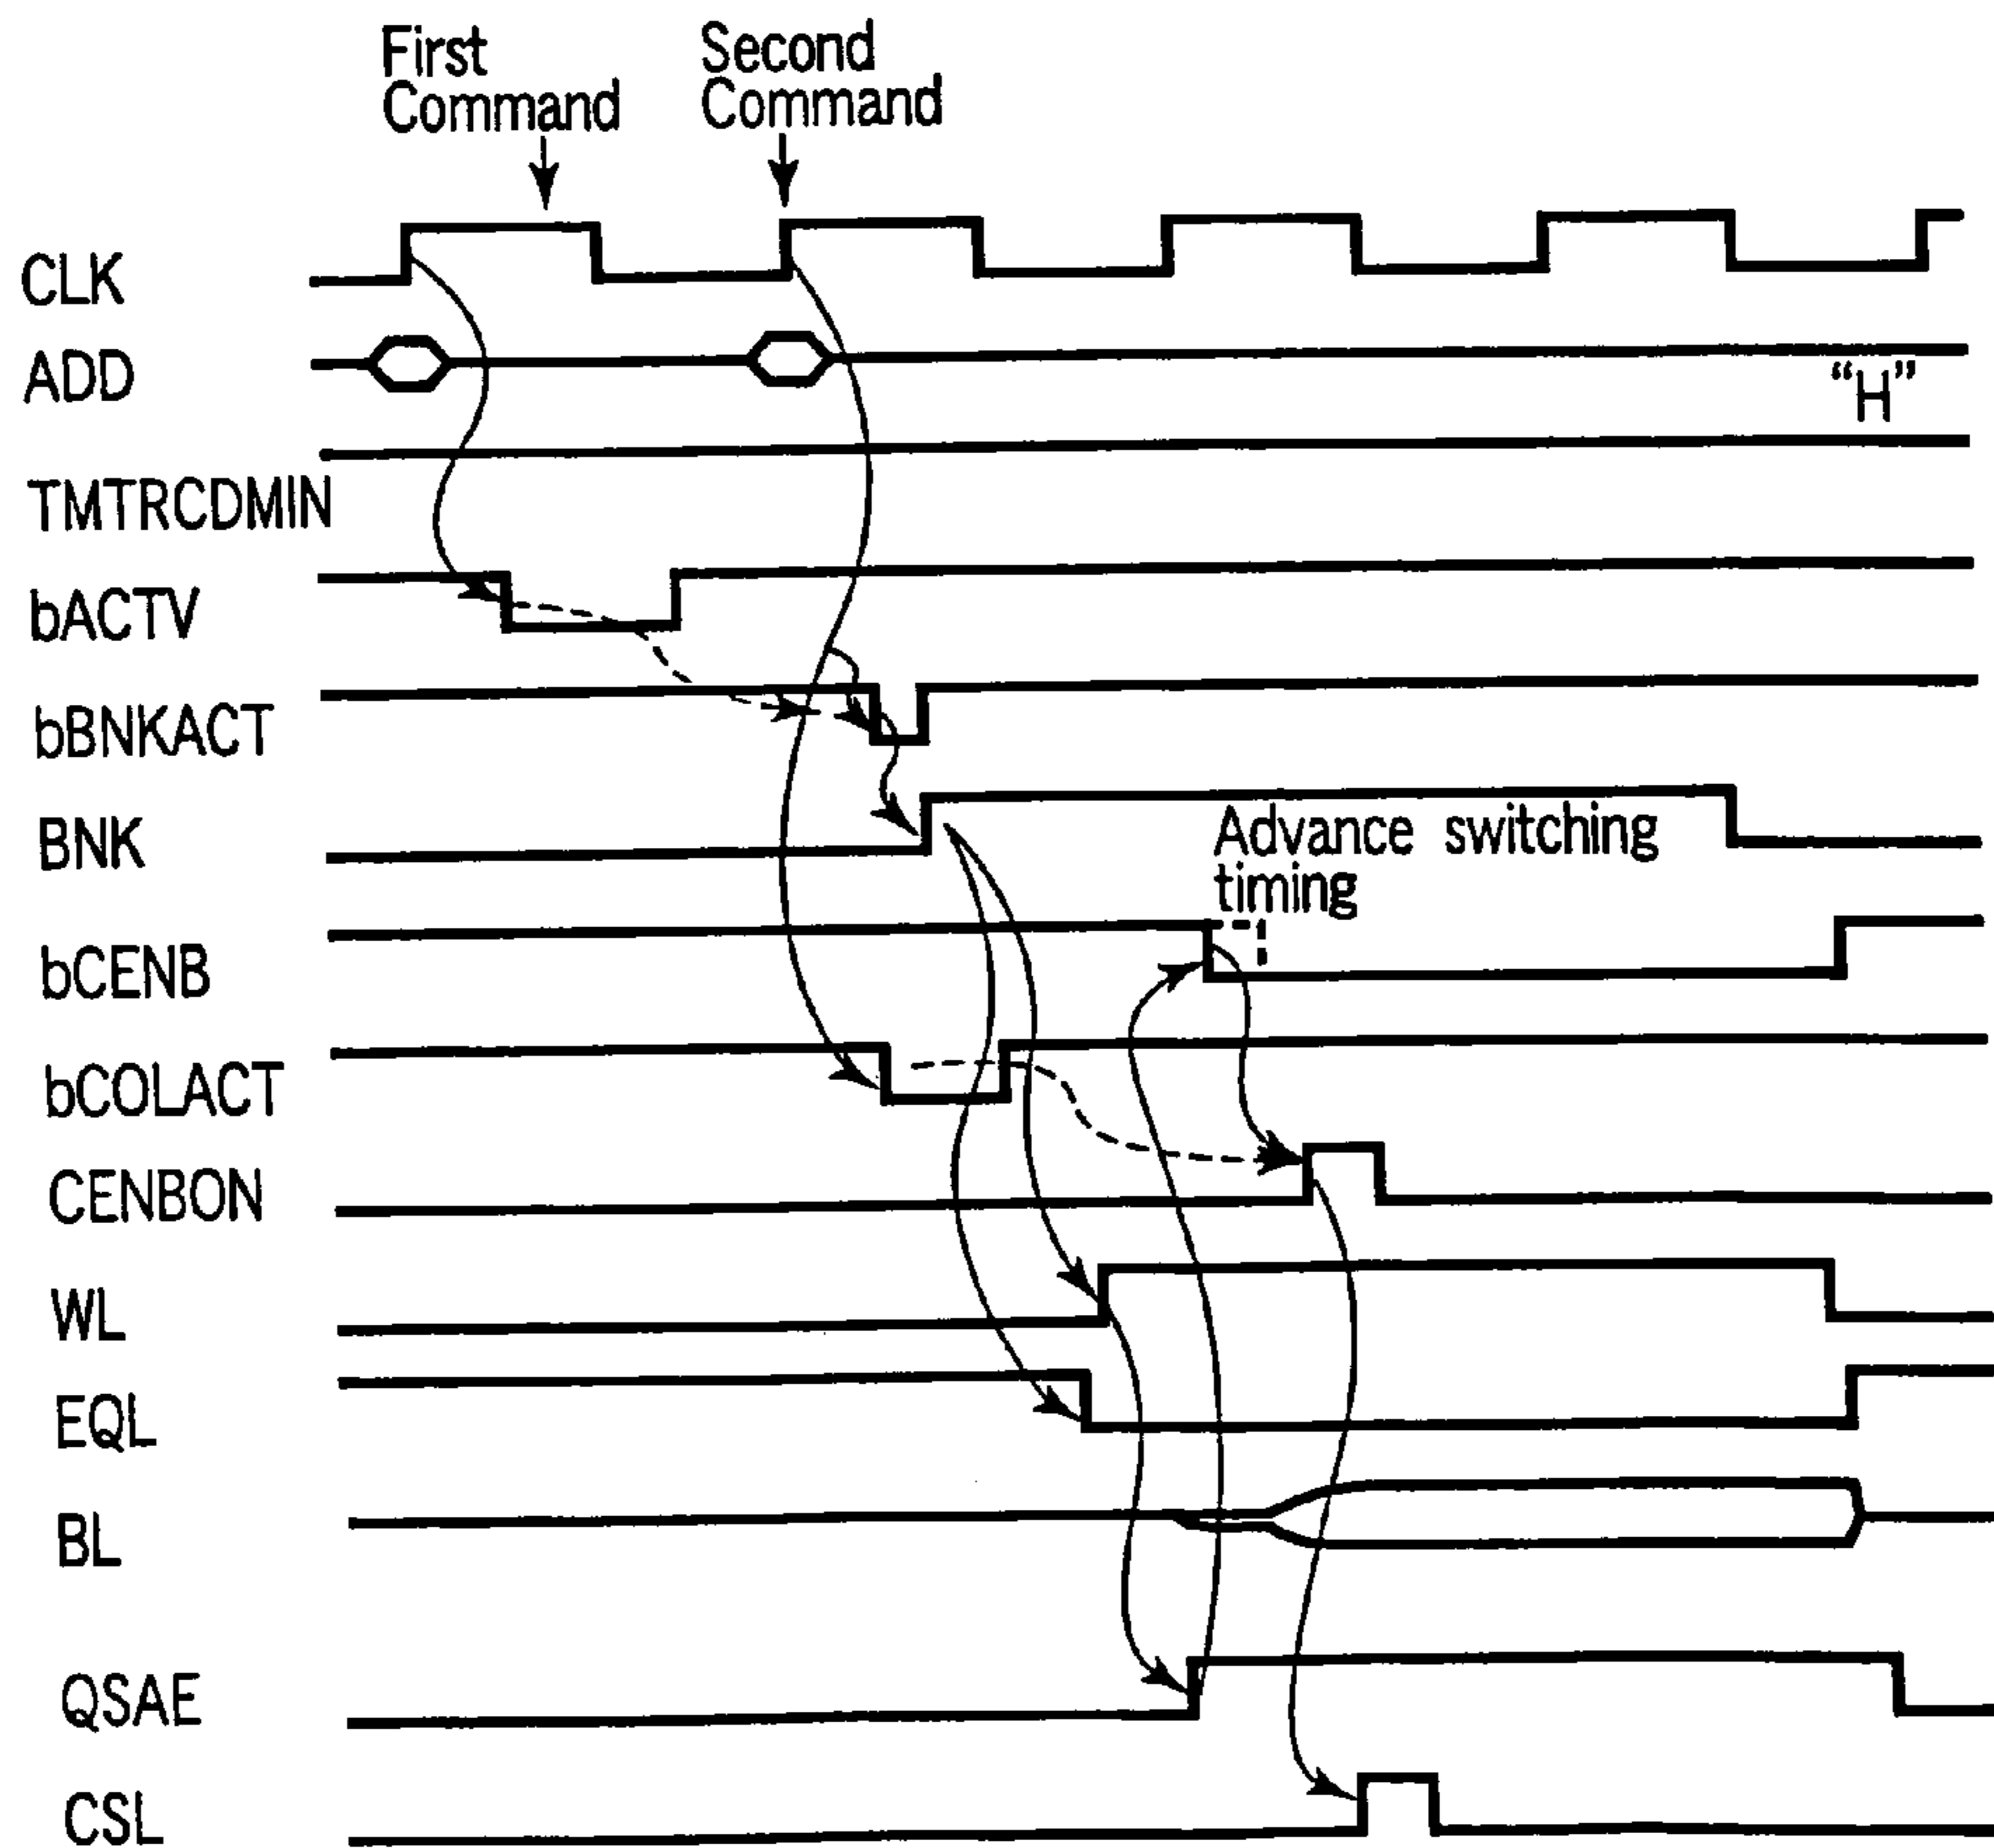 First
Command
Second
Command
CLK
ADD
"H"
TMTRCDMIN
bACTV
bBNKACT
BNK
Advance switching
timing
bCENB
bCOLACT
CENBON
WL
EQL
BL
QSAE
CSL